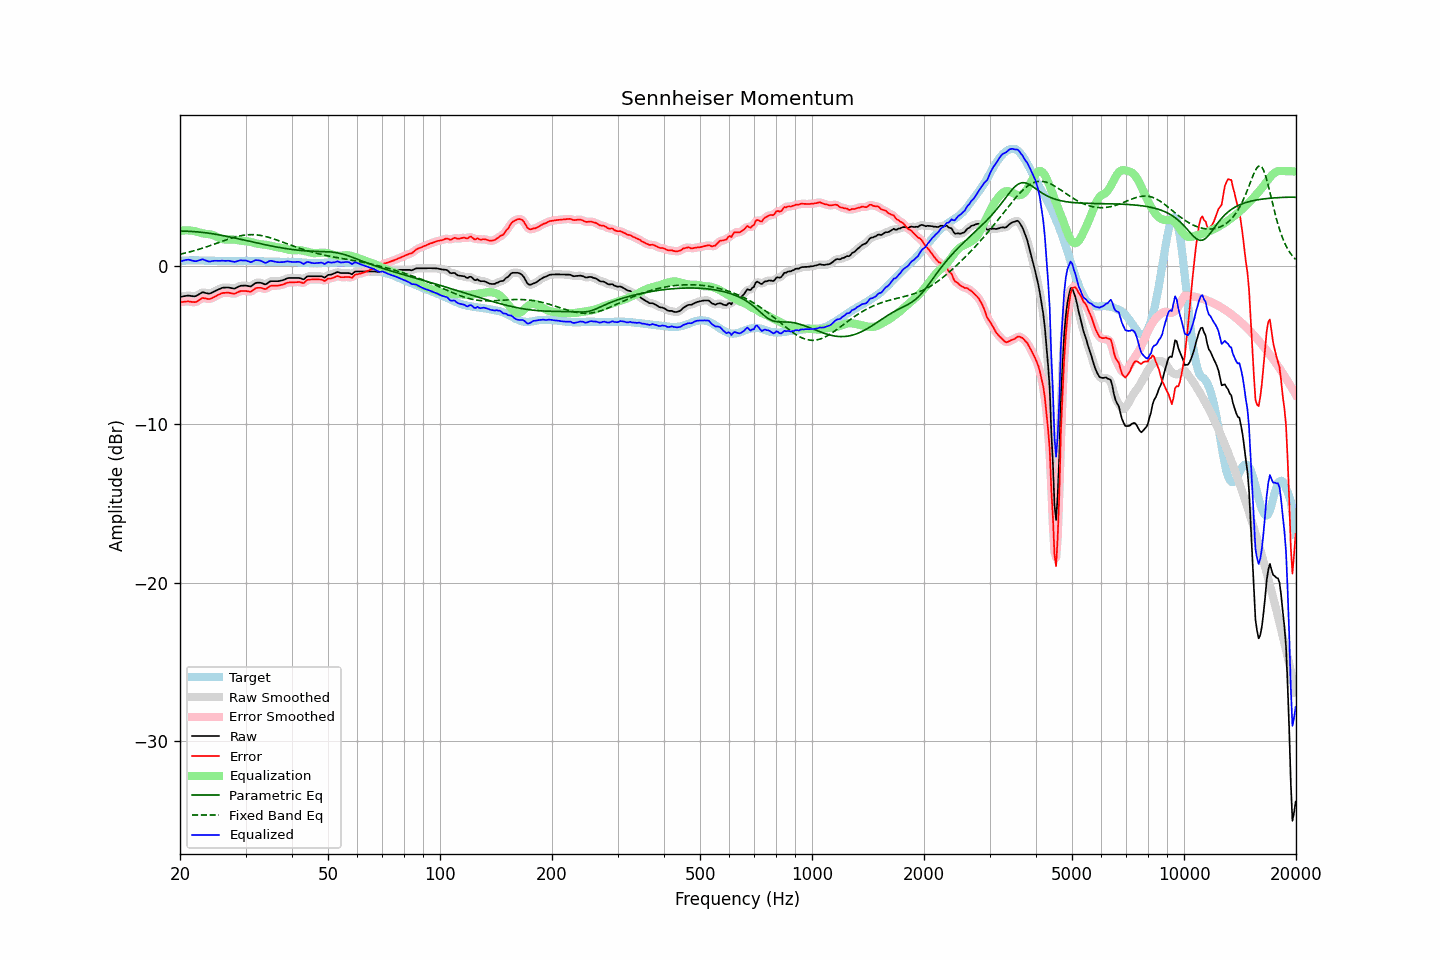 Sennheiser Momentum
Amplitude (dBr)
0
−10
−20
−30
Target
Raw Smoothed
Error Smoothed
Raw
Error
Equalization
Parametric Eq
Fixed Band Eq
Equalized
20 50 100 200 500 1000 2000 5000 10000 20000
Frequency (Hz)